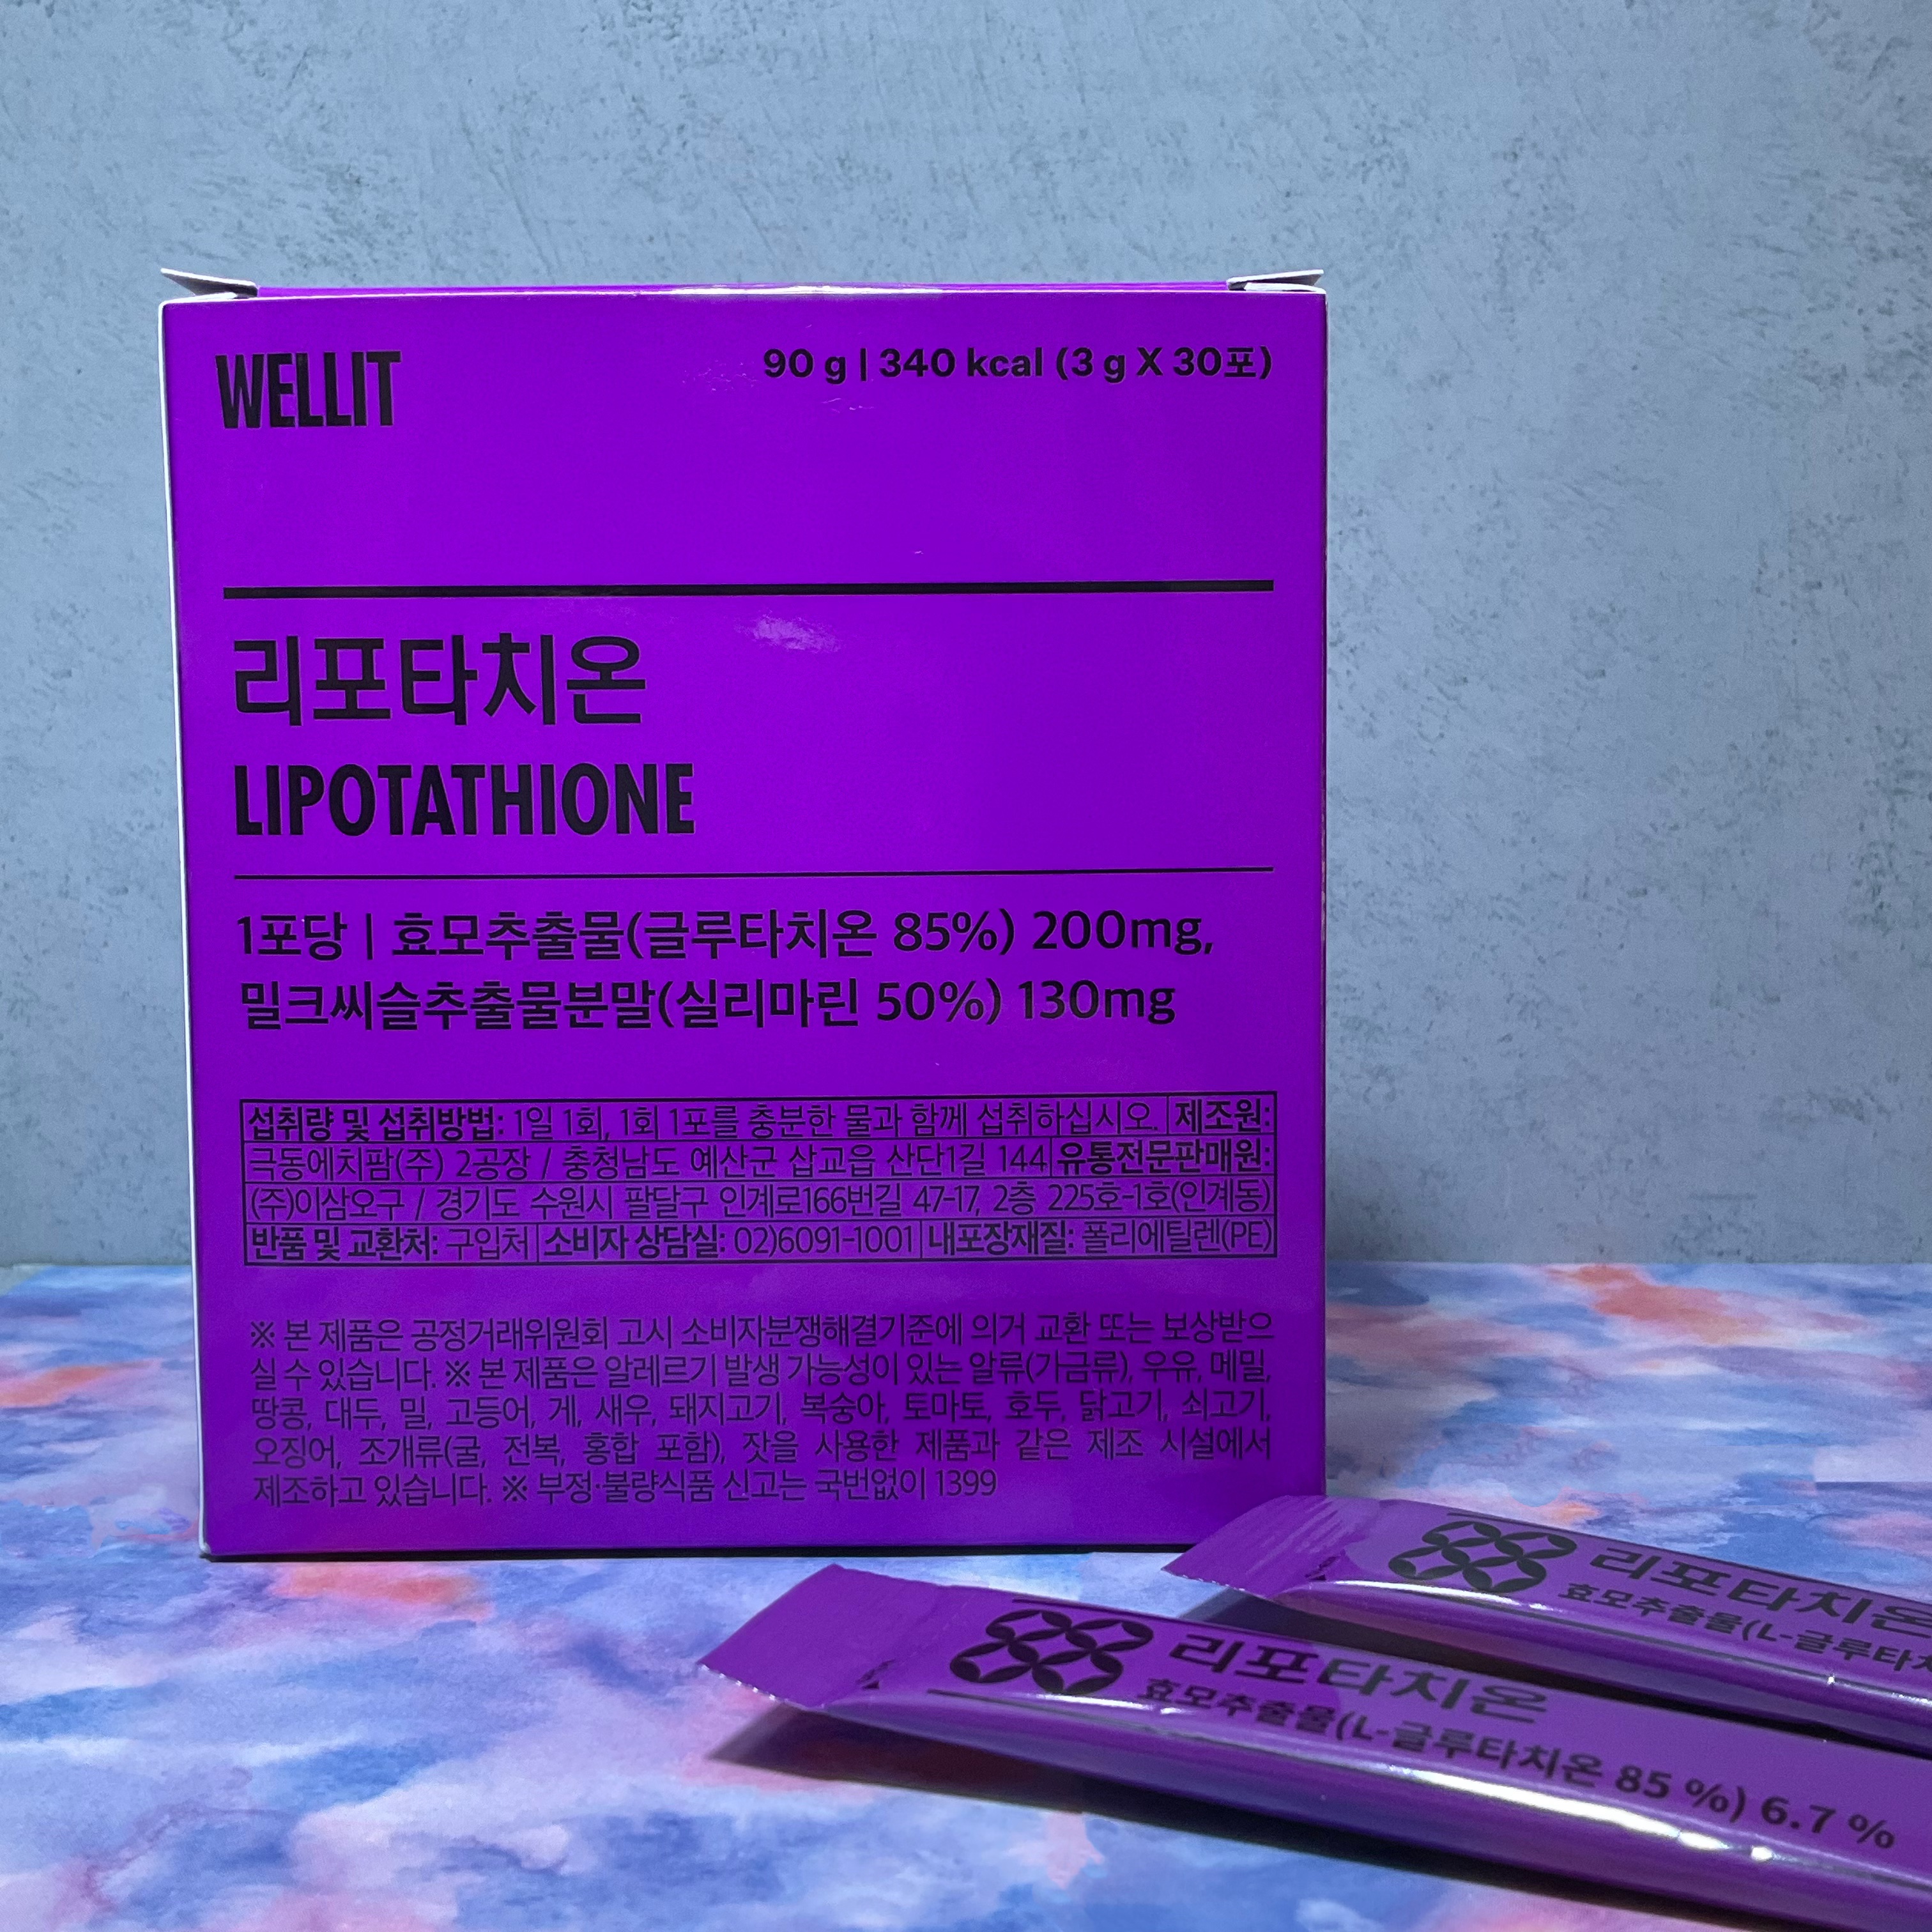 WELLIT
90 g | 340 kcal (3 g X 30포)
리포타치온
LIPOTATHIONE
1포당 | 효모추출물(글루타치온 85%) 200mg,
밀크씨슬추출물분말(실리마린 50%) 130mg
섭취량 및 섭취방법: 1일 1회, 1회 1포를 충분한 물과 함께 섭취하십시오. 제조원:
극동에치팜(주) 2공장 / 충청남도 예산군 삽교읍 산단1길 144 유통전문판매원:
(주)이삼오구 / 경기도 수원시 팔달구 인계로166번길 47-17, 2층 225호-1호(인계동)
반품 및 교환처: 구입처 소비자 상담실: 02)6091-1001 내포장재질: 폴리에틸렌(PE)
※ 본 제품은 공정거래위원회 고시 소비자분쟁해결기준에 의거 교환 또는 보상받으
실 수 있습니다. ※ 본 제품은 알레르기 발생 가능성이 있는 알류(가금류), 우유, 메밀,
땅콩, 대두, 밀, 고등어, 게, 새우, 돼지고기, 복숭아, 토마토, 호두, 닭고기, 쇠고기,
오징어, 조개류(굴, 전복, 홍합 포함), 잣을 사용한 제품과 같은 제조 시설에서
제조하고 있습니다. ※ 부정·불량식품 신고는 국번없이 1399
리포타치온
효모추출물(L-글루타치
리포타치온
효모추출물(L-글루타치온 85 %) 6.7 %